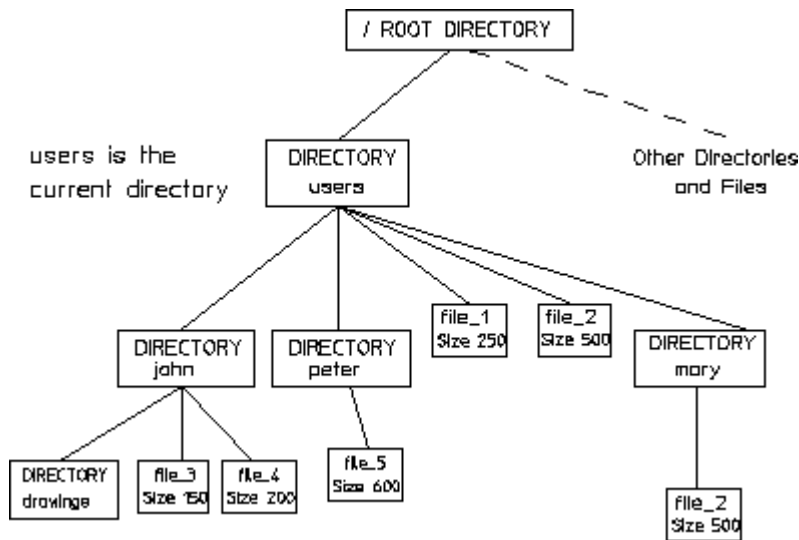 / ROOT DIRECTORY
users is the
current directory
DIRECTORY
users
Other Directories
and Files
DIRECTORY
john
DIRECTORY
peter
file_1
Size 250
file_2
Size 500
DIRECTORY
mary
DIRECTORY
drawings
file_3
Size 150
file_4
Size 200
file_5
Size 600
file_2
Size 500